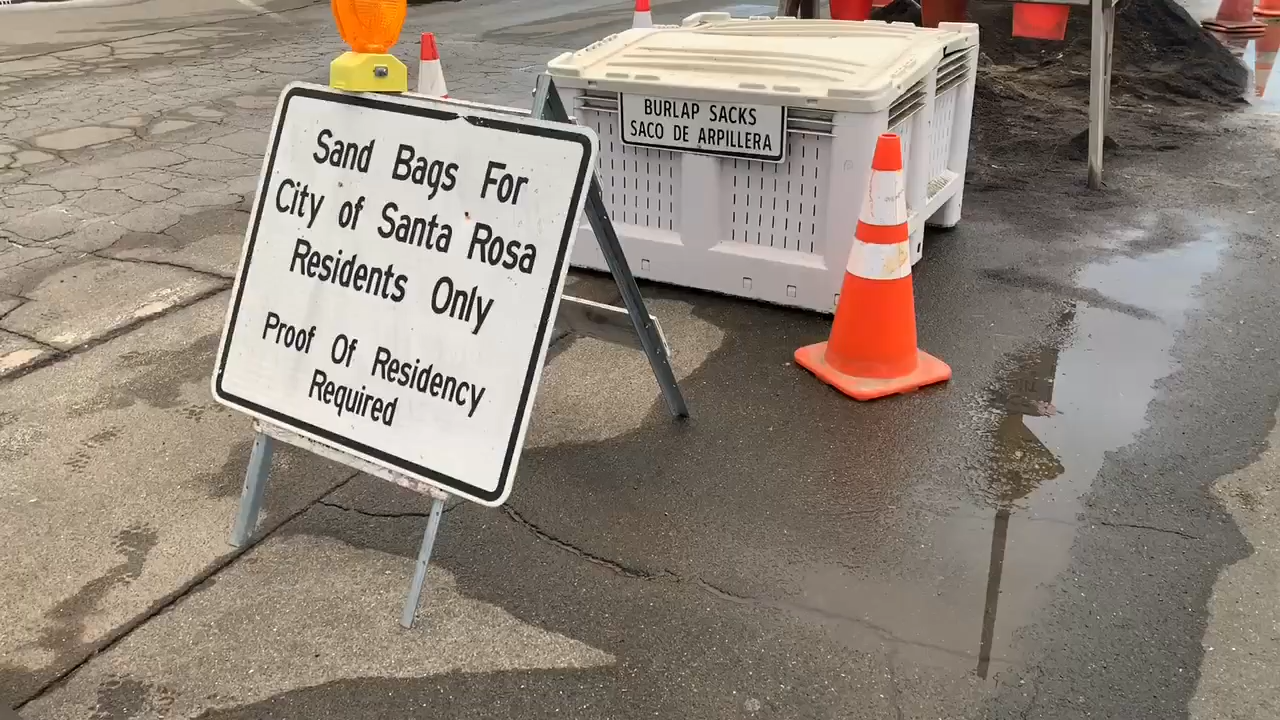 Sand Bags For
City of Santa Rosa
Residents Only
Proof Of Residency
Required
BURLAP SACKS
SACO DE ARPILLERA